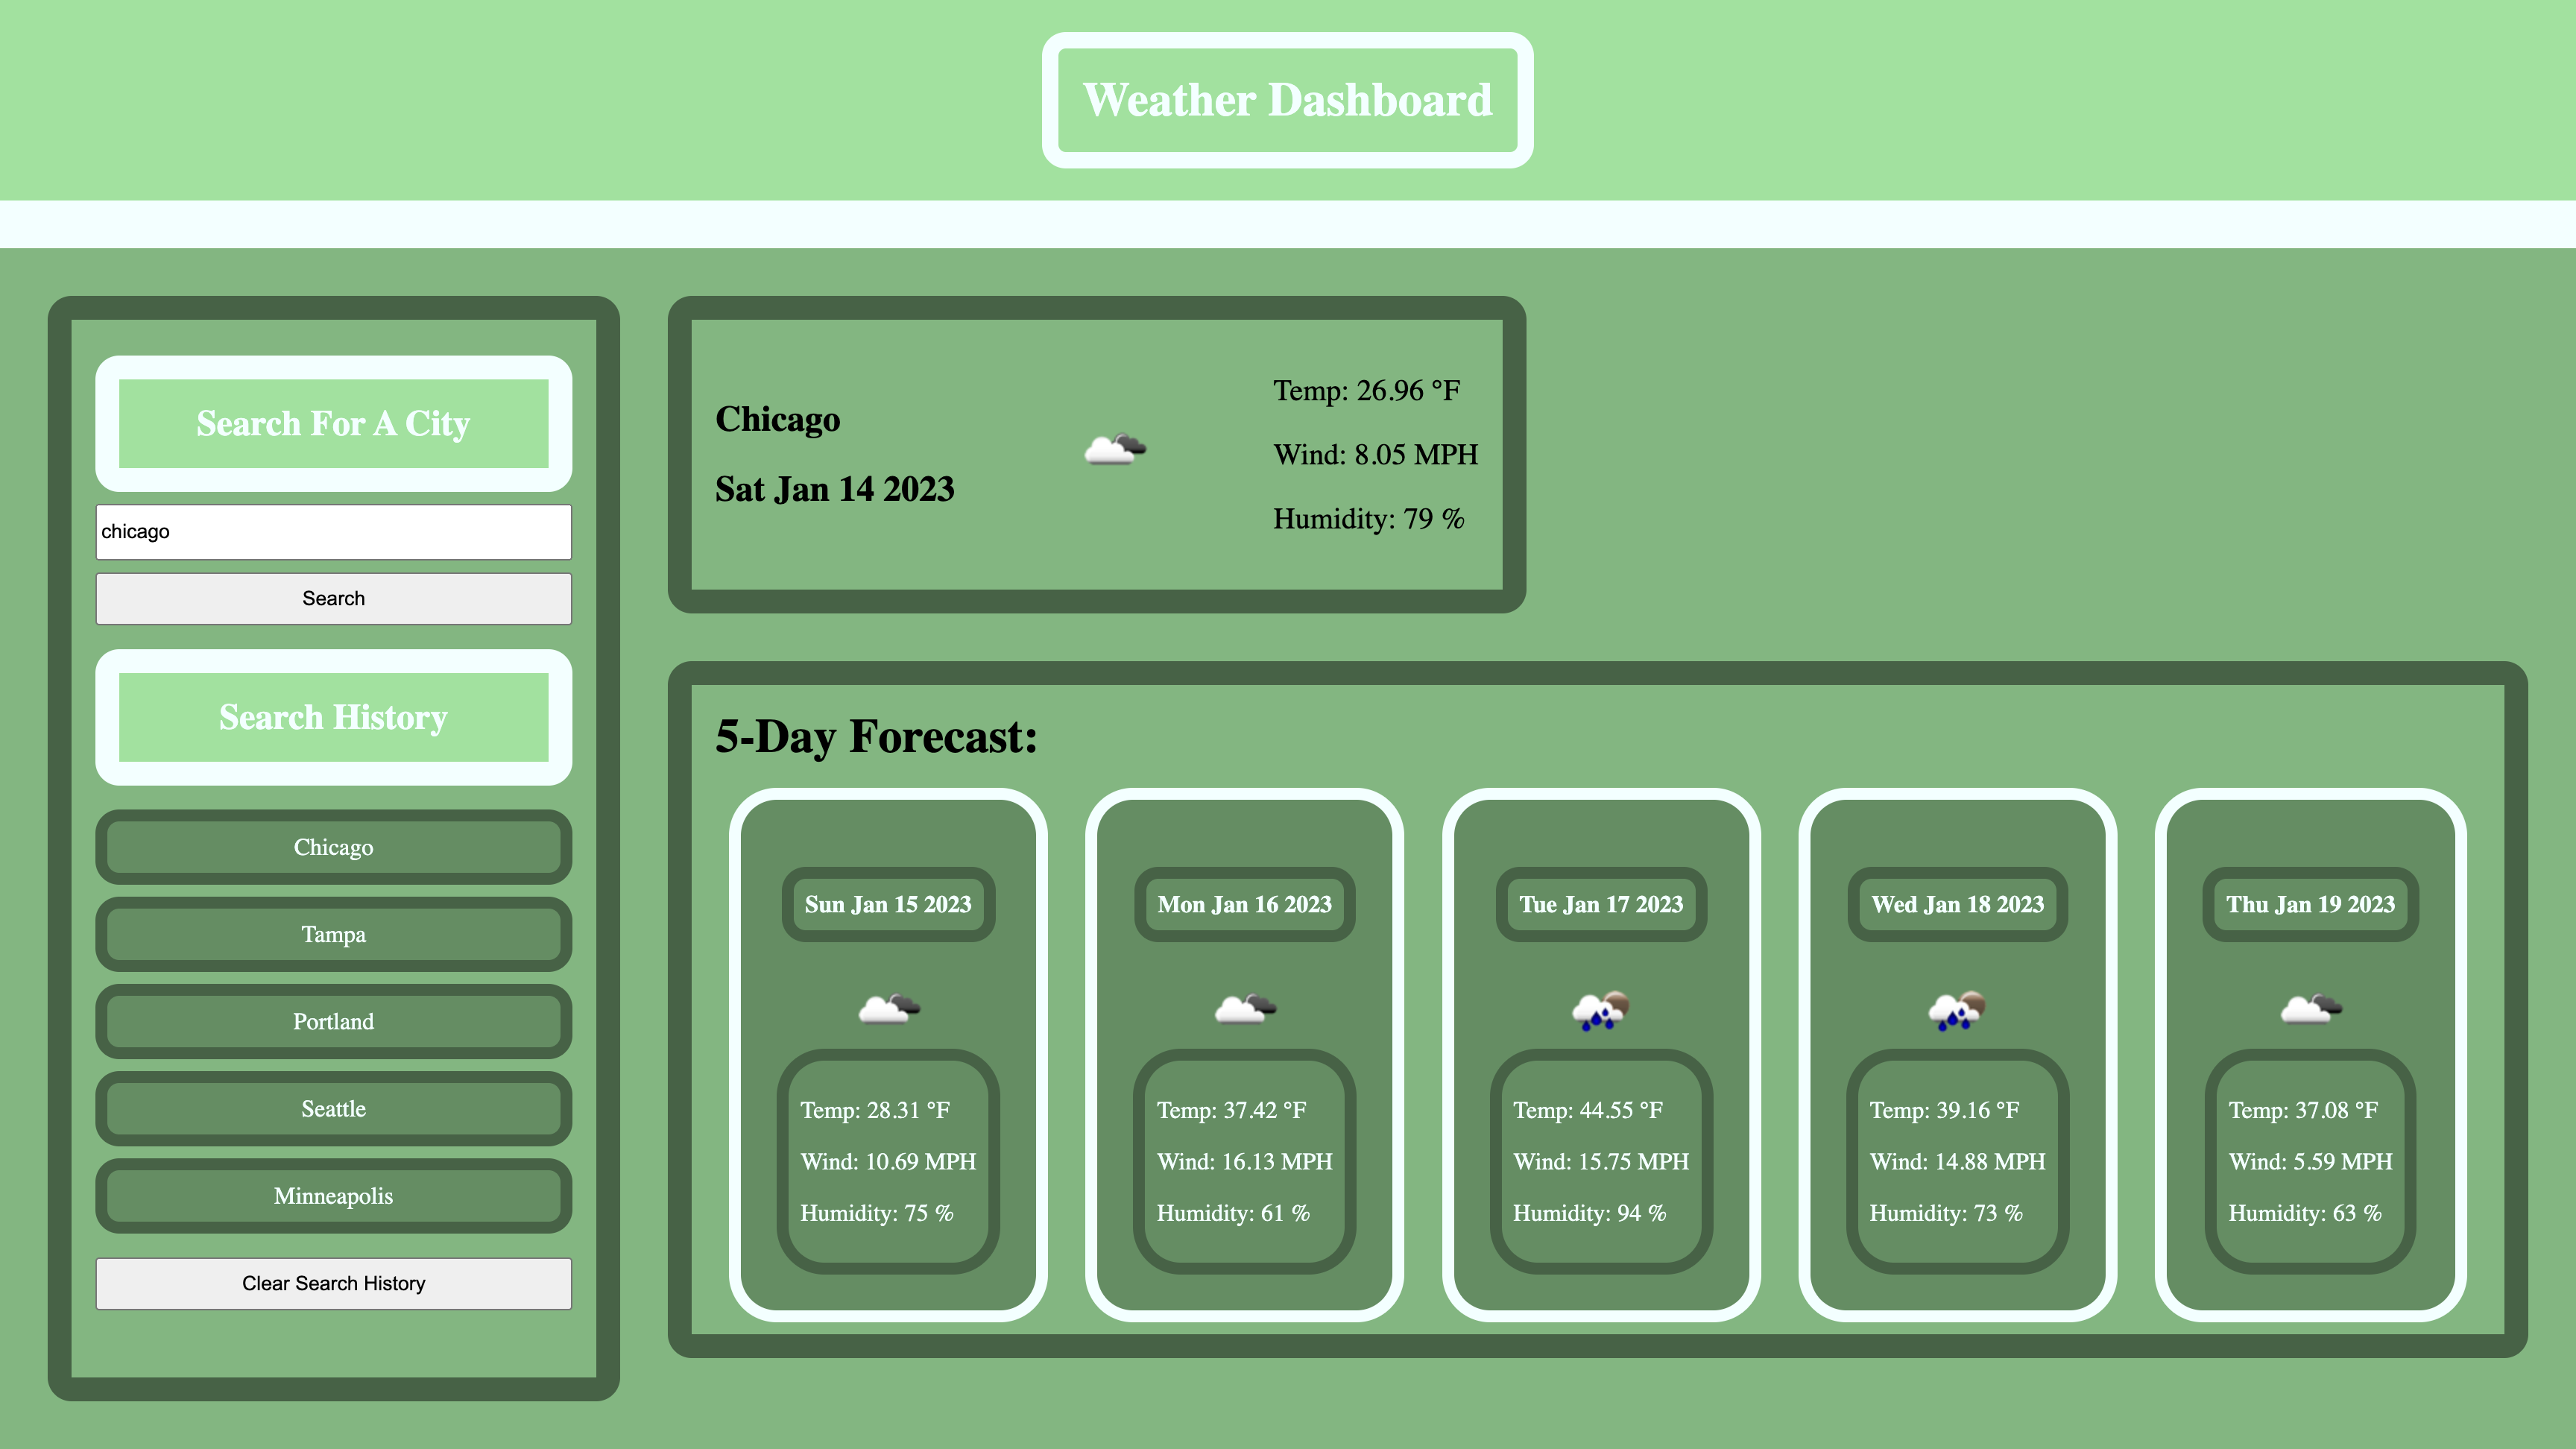 Weather Dashboard
Search For A City
chicago
Search
Search History
Chicago
Tampa
Portland
Seattle
Minneapolis
Clear Search History
Chicago
Sat Jan 14 2023
Temp: 26.96 °F
Wind: 8.05 MPH
Humidity: 79 %
5-Day Forecast:
Sun Jan 15 2023
Temp: 28.31 °F
Wind: 10.69 MPH
Humidity: 75 %
Mon Jan 16 2023
Temp: 37.42 °F
Wind: 16.13 MPH
Humidity: 61 %
Tue Jan 17 2023
Temp: 44.55 °F
Wind: 15.75 MPH
Humidity: 94 %
Wed Jan 18 2023
Temp: 39.16 °F
Wind: 14.88 MPH
Humidity: 73 %
Thu Jan 19 2023
Temp: 37.08 °F
Wind: 5.59 MPH
Humidity: 63 %